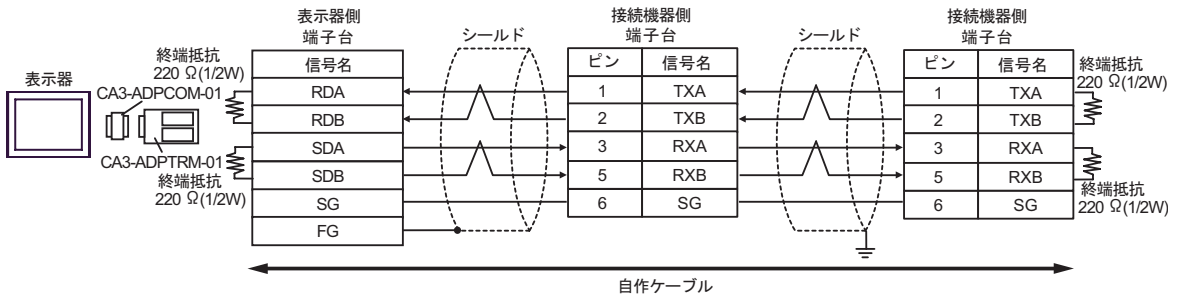 表示器
CA3-ADPCOM-01
CA3-ADPTRM-01
終端抵抗
220 Ω(1/2W)
終端抵抗
220 Ω(1/2W)
表示器側
端子台
信号名
RDA
RDB
SDA
SDB
SG
FG
シールド
接続機器側
端子台
ピン 信号名
1 TXA
2 TXB
3 RXA
5 RXB
6 SG
シールド
接続機器側
端子台
ピン 信号名
1 TXA
2 TXB
3 RXA
5 RXB
6 SG
終端抵抗
220 Ω(1/2W)
終端抵抗
220 Ω(1/2W)
自作ケーブル